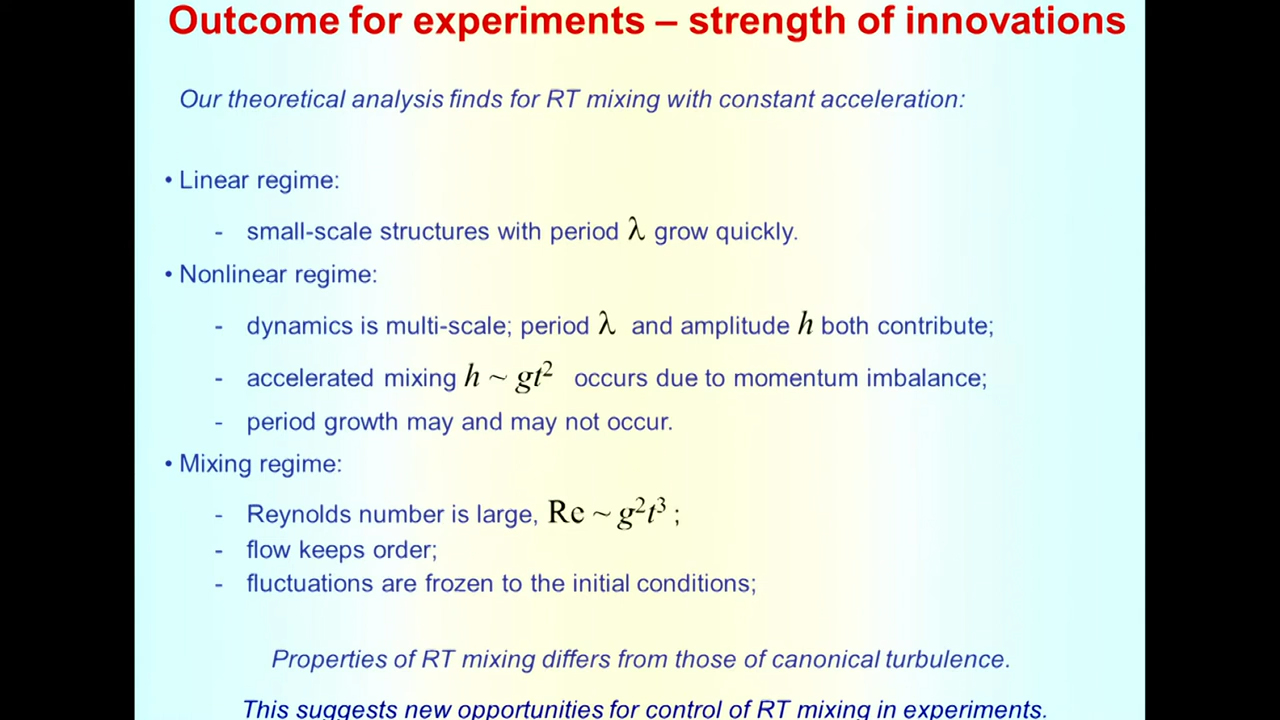 Outcome for experiments – strength of innovations
Our theoretical analysis finds for RT mixing with constant acceleration:
• Linear regime:
- small-scale structures with period λ grow quickly.
• Nonlinear regime:
- dynamics is multi-scale; period λ and amplitude h both contribute;
- accelerated mixing h ~ gt² occurs due to momentum imbalance;
- period growth may and may not occur.
• Mixing regime:
- Reynolds number is large, Re ~ g²t³ ;
- flow keeps order;
- fluctuations are frozen to the initial conditions;
Properties of RT mixing differs from those of canonical turbulence.
This suggests new opportunities for control of RT mixing in experiments.